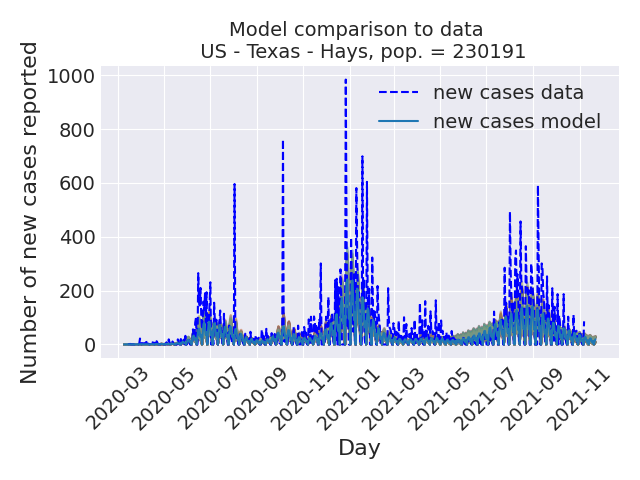 Model comparison to data
US - Texas - Hays, pop. = 230191
Number of new cases reported
1000
800
600
400
200
0
new cases data
new cases model
2020-03
2020-05
2020-07
2020-09
2020-11
2021-01
2021-03
2021-05
2021-07
2021-09
2021-11
Day